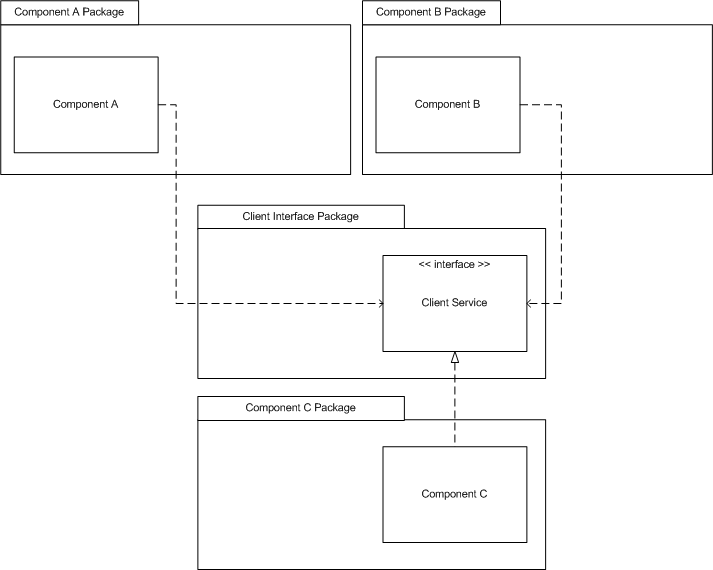 Component A Package
Component B Package
Component A
Component B
Client Interface Package
<< interface >>
Client Service
Component C Package
Component C